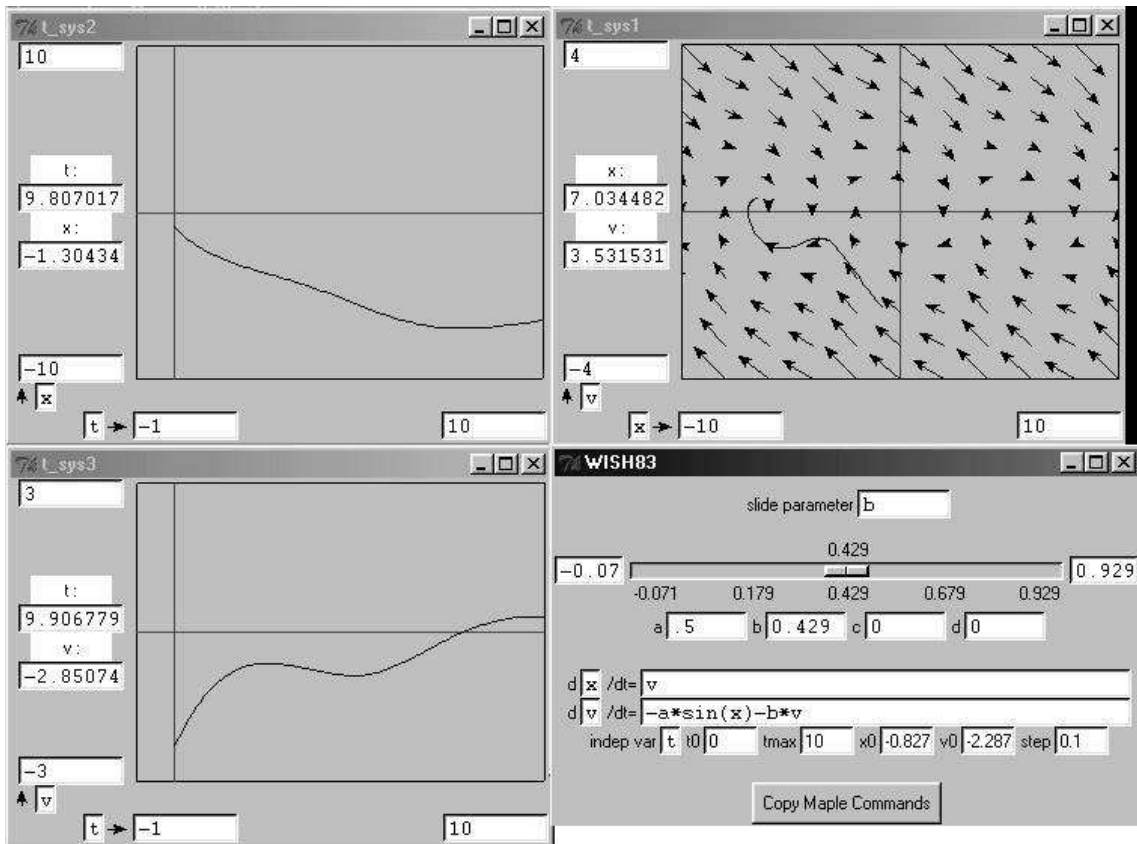 t_sys2
10
t:
9.807017
x:
-1.30434
-10
x
t
-1
10
t_sys1
4
x:
7.034482
v:
3.531531
-4
v
x
-10
10
t_sys3
3
t:
9.906779
v:
-2.85074
-3
v
t
-1
10
WISH83
slide parameter b
0.429
-0.07 0.929
-0.071 0.179 0.429 0.679 0.929
a .5 b 0.429 c 0 d 0
d x /dt= v
d v /dt= -a*sin(x)-b*v
indep var t t0 0 tmax 10 x0 -0.827 v0 -2.287 step 0.1
Copy Maple Commands